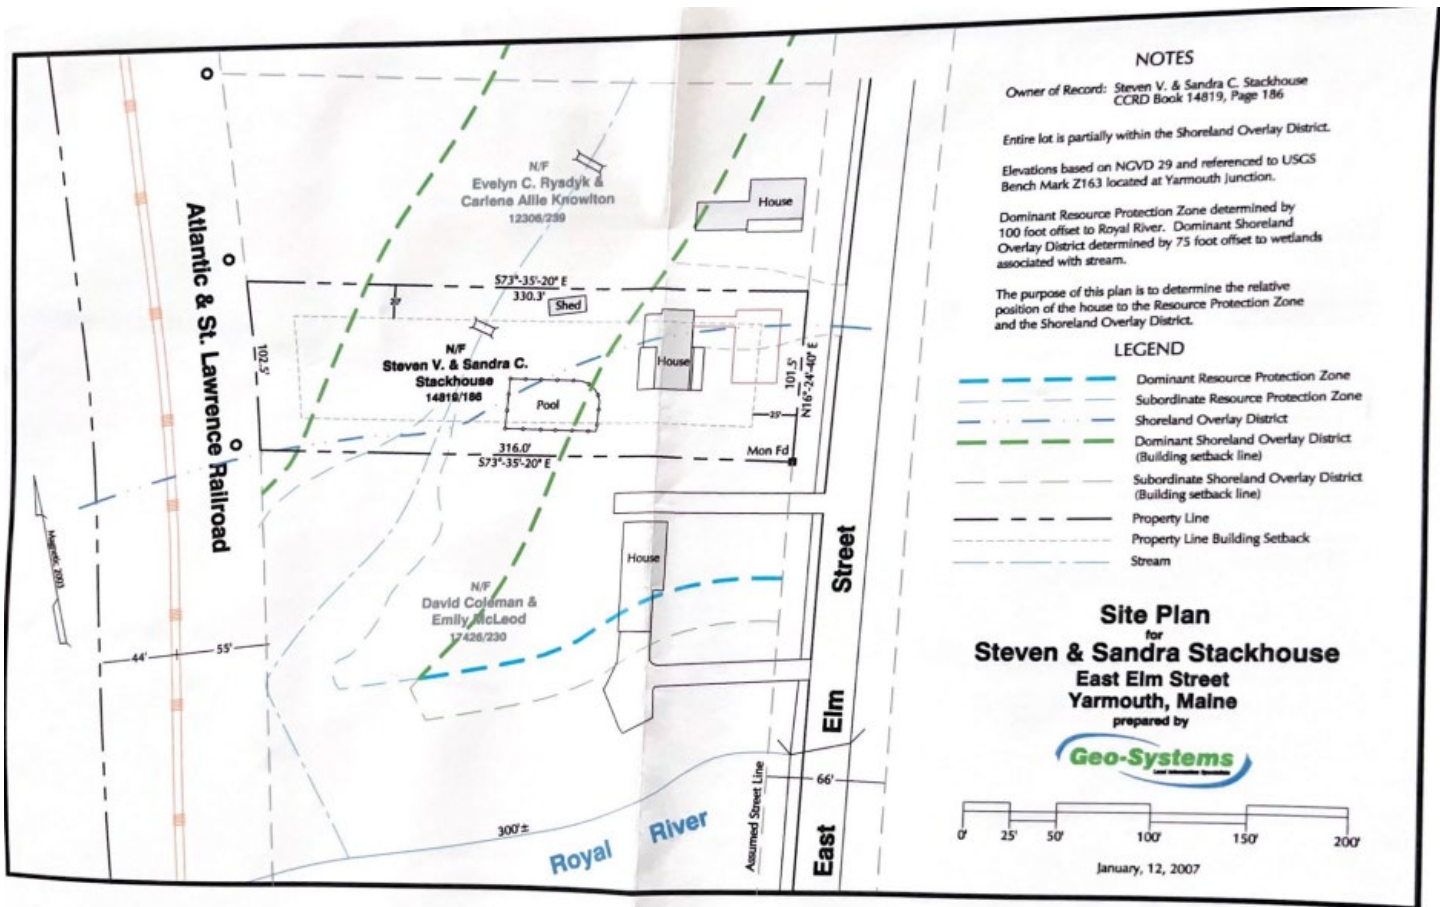 NOTES
Owner of Record: Steven V. & Sandra C. Stackhouse
CCRD Book 14819, Page 186
Entire lot is partially within the Shoreland Overlay District.
Elevations based on NGVD 29 and referenced to USGS
Bench Mark Z163 located at Yarmouth Junction.
Dominant Resource Protection Zone determined by
100 foot offset to Royal River. Dominant Shoreland
Overlay District determined by 75 foot offset to wetlands
associated with stream.
The purpose of this plan is to determine the relative
position of the house to the Resource Protection Zone
and the Shoreland Overlay District.
LEGEND
Dominant Resource Protection Zone
Subordinate Resource Protection Zone
Shoreland Overlay District
Dominant Shoreland Overlay District
(Building setback line)
Subordinate Shoreland Overlay District
(Building setback line)
Property Line
Property Line Building Setback
Stream
Site Plan
for
Steven & Sandra Stackhouse
East Elm Street
Yarmouth, Maine
prepared by
Geo-Systems
0'
25'
50'
100'
150'
200'
January, 12, 2007
Atlantic & St. Lawrence Railroad
Magnetic 2003
44'
55'
N/F
Evelyn C. Rysdyk &
Carlene Allie Knowlton
12306/239
House
S73°-35'-20" E
330.3'
20'
Shed
102.5'
N/F
Steven V. & Sandra C.
Stackhouse
14819/186
House
Pool
101.5'
N16°-24'-40" E
25'
316.0'
S73°-35'-20" E
Mon Fd
House
N/F
David Coleman &
Emily McLeod
17426/230
East Elm Street
Assumed Street Line
66'
300'±
Royal River